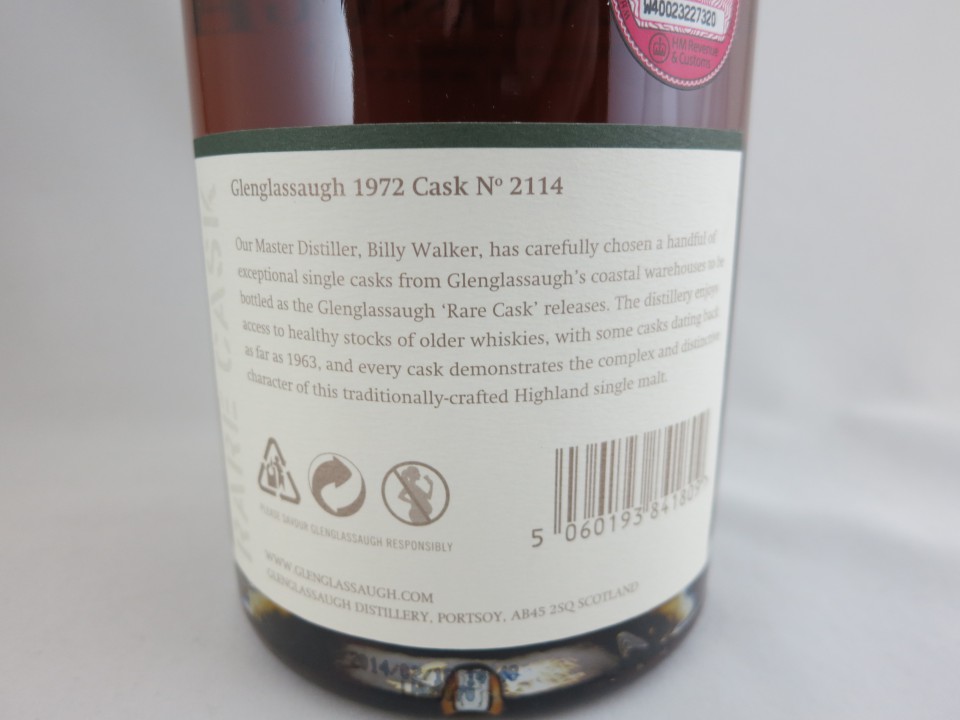 W40023227320
HM Revenue
& Customs
Glenglassaugh 1972 Cask Nº 2114
Our Master Distiller, Billy Walker, has carefully chosen a handful of
exceptional single casks from Glenglassaugh's coastal warehouses to be
bottled as the Glenglassaugh 'Rare Cask' releases. The distillery enjoys
access to healthy stocks of older whiskies, with some casks dating back
as far as 1963, and every cask demonstrates the complex and distinctive
character of this traditionally-crafted Highland single malt.
RARE CASK
PLEASE SAVOUR GLENGLASSAUGH RESPONSIBLY
5 060193 841809
WWW.GLENGLASSAUGH.COM
GLENGLASSAUGH DISTILLERY, PORTSOY, AB45 2SQ SCOTLAND